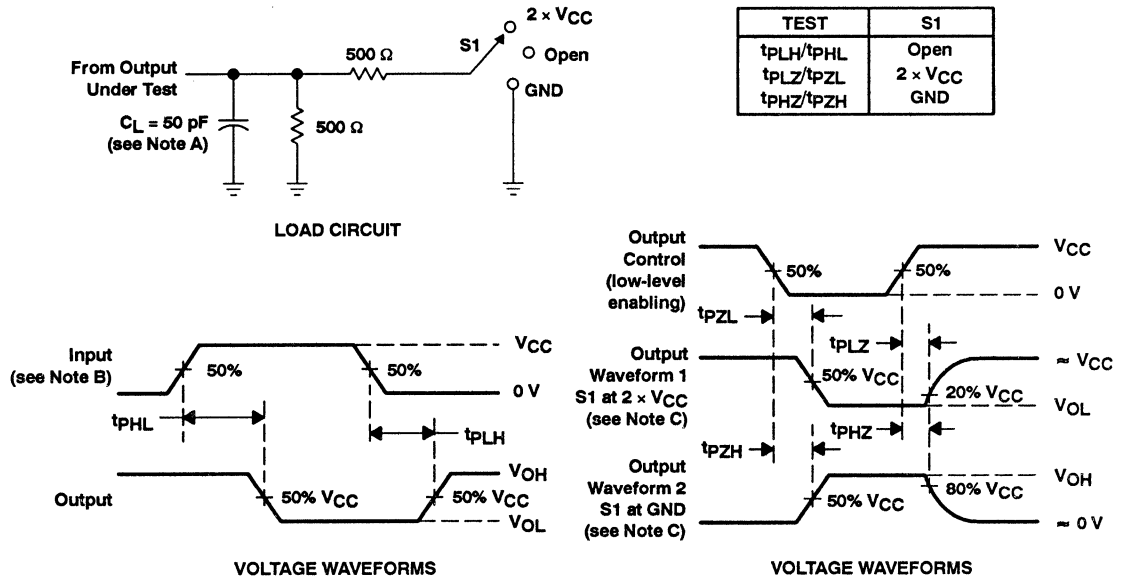 2 × VCC
S1
500 Ω
Open
From Output
Under Test
GND
CL = 50 pF
(see Note A)
500 Ω
LOAD CIRCUIT
TEST S1
tPLH/tPHL Open
tPLZ/tPZL 2 × VCC
tPHZ/tPZH GND
Input
(see Note B)
50%
50%
VCC
0 V
tPHL
tPLH
Output
50% VCC
50% VCC
VOH
VOL
VOLTAGE WAVEFORMS
Output
Control
(low-level
enabling)
50%
50%
VCC
0 V
tPZL
tPLZ
Output
Waveform 1
S1 at 2 × VCC
(see Note C)
50% VCC
≈ VCC
20% VCC
VOL
tPZH
tPHZ
Output
Waveform 2
S1 at GND
(see Note C)
50% VCC
VOH
80% VCC
≈ 0 V
VOLTAGE WAVEFORMS